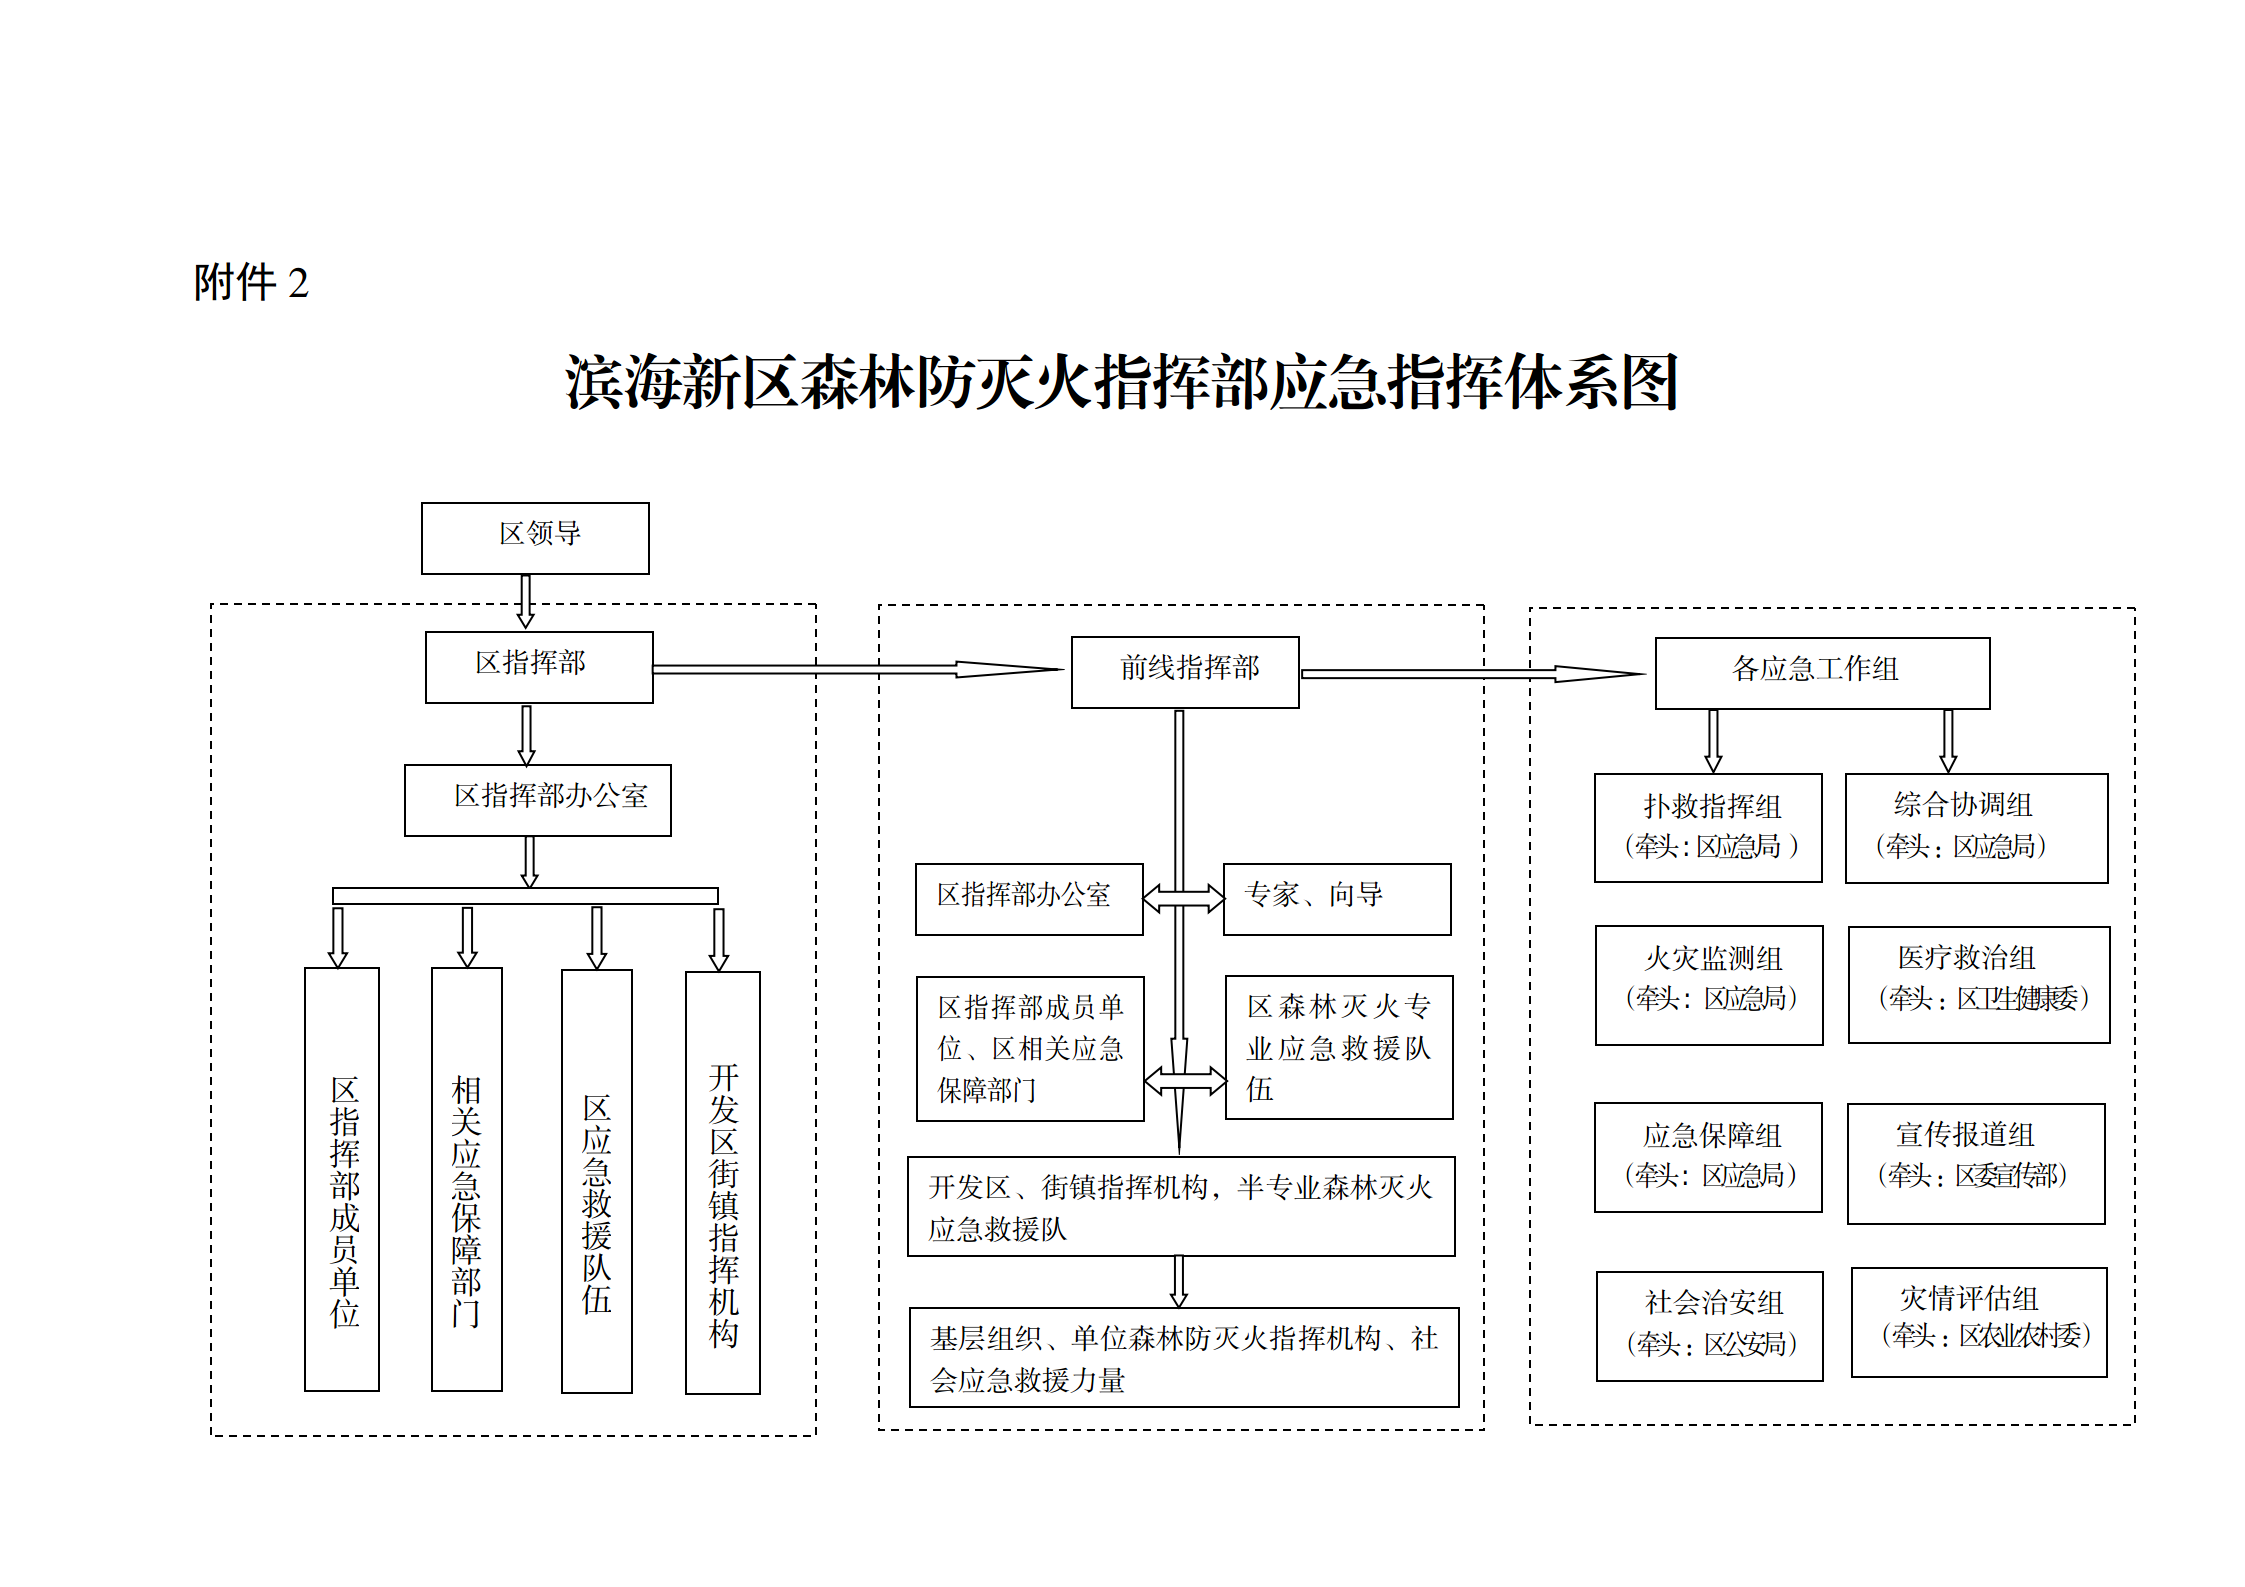 附件 2
滨海新区森林防灭火指挥部应急指挥体系图
区领导
区指挥部
区指挥部办公室
区指挥部成员单位
相关应急保障部门
区应急救援队伍
开发区街镇指挥机构
前线指挥部
区指挥部办公室
专家、向导
区指挥部成员单
位、区相关应急
保障部门
区森林灭火专
业应急救援队
伍
开发区、街镇指挥机构，半专业森林灭火
应急救援队
基层组织、单位森林防灭火指挥机构、社
会应急救援力量
各应急工作组
扑救指挥组
（牵头：区应急局 ）
综合协调组
（牵头：区应急局）
火灾监测组
（牵头：区应急局）
医疗救治组
（牵头：区卫生健康委）
应急保障组
（牵头：区应急局）
宣传报道组
（牵头：区委宣传部）
社会治安组
（牵头：区公安局）
灾情评估组
（牵头：区农业农村委）